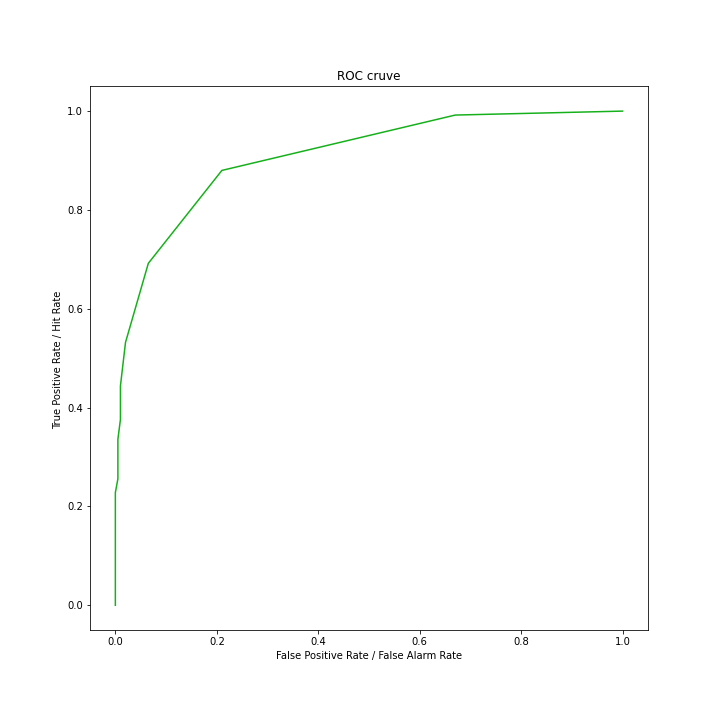 ROC cruve
1.0
0.8
0.6
0.4
0.2
0.0
True Positive Rate / Hit Rate
0.0 0.2 0.4 0.6 0.8 1.0
False Positive Rate / False Alarm Rate